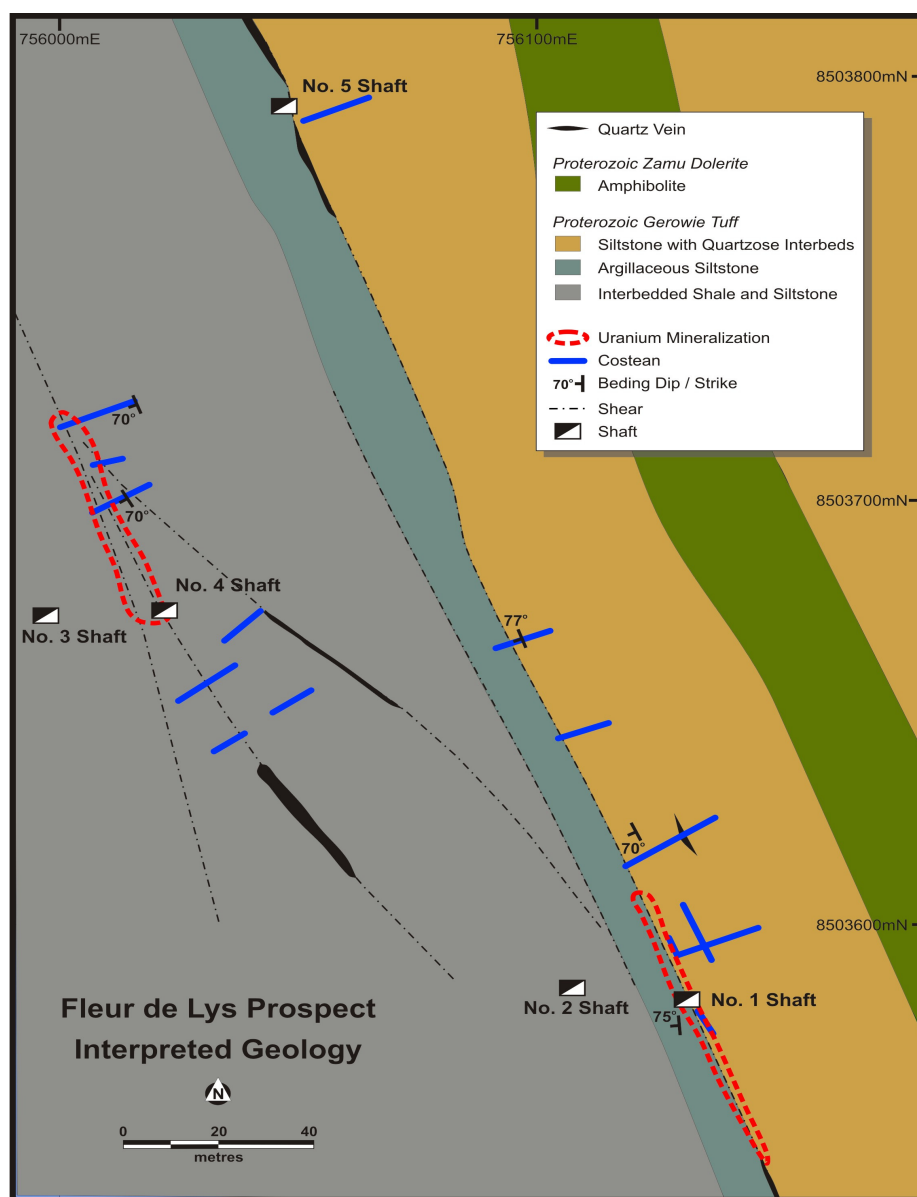 756000mE
756100mE
8503800mN
No. 5 Shaft
Quartz Vein
Proterozoic Zamu Dolerite
Amphibolite
Proterozoic Gerowie Tuff
Siltstone with Quartzose Interbeds
Argillaceous Siltstone
Interbedded Shale and Siltstone
Uranium Mineralization
Costean
70° Beding Dip / Strike
Shear
Shaft
70°
70°
8503700mN
No. 4 Shaft
No. 3 Shaft
77°
70°
8503600mN
No. 2 Shaft
No. 1 Shaft
75°
Fleur de Lys Prospect
Interpreted Geology
N
0 20 40
metres